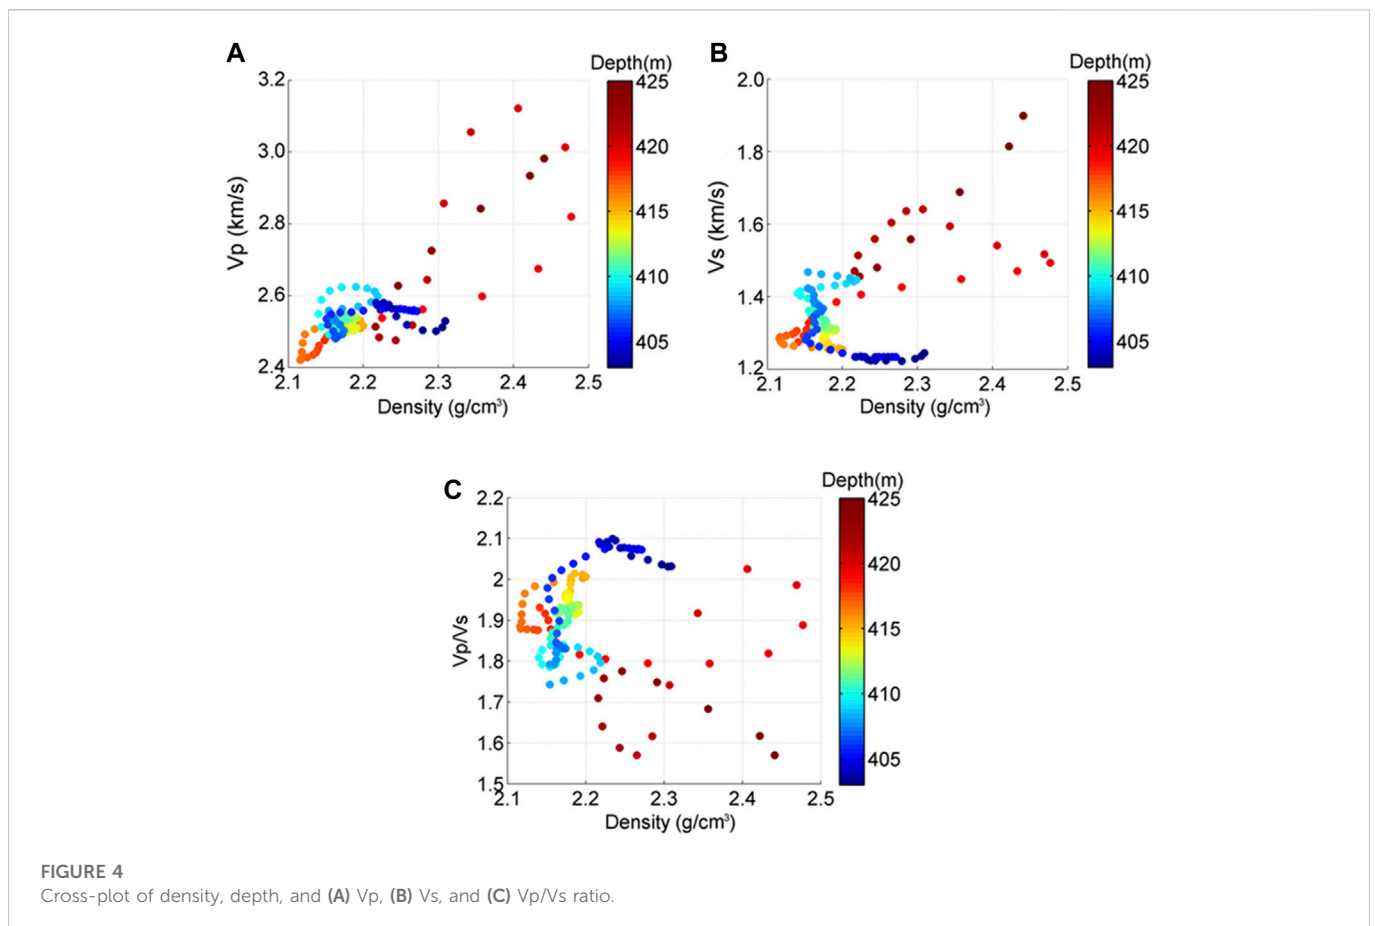 A
Depth(m)
3.2
3.0
2.8
2.6
2.4
Vp (km/s)
2.1 2.2 2.3 2.4 2.5
Density (g/cm³)
425
420
415
410
405
B
Depth(m)
2.0
1.8
1.6
1.4
1.2
Vs (km/s)
2.1 2.2 2.3 2.4 2.5
Density (g/cm³)
425
420
415
410
405
C
Depth(m)
2.2
2.1
2
1.9
1.8
1.7
1.6
1.5
Vp/Vs
2.1 2.2 2.3 2.4 2.5
Density (g/cm³)
425
420
415
410
405
FIGURE 4
Cross-plot of density, depth, and (A) Vp, (B) Vs, and (C) Vp/Vs ratio.